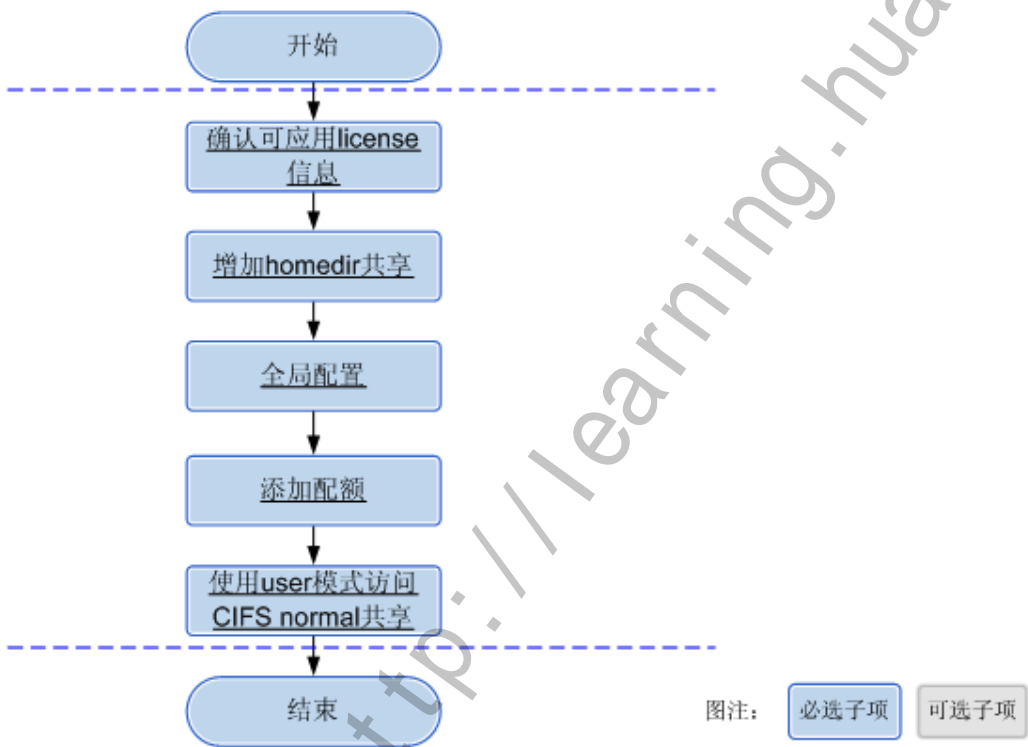 开始
确认可应用license
信息
增加homedir共享
全局配置
添加配额
使用user模式访问
CIFS normal共享
结束
图注：
必选子项
可选子项
ttp://learning.hua